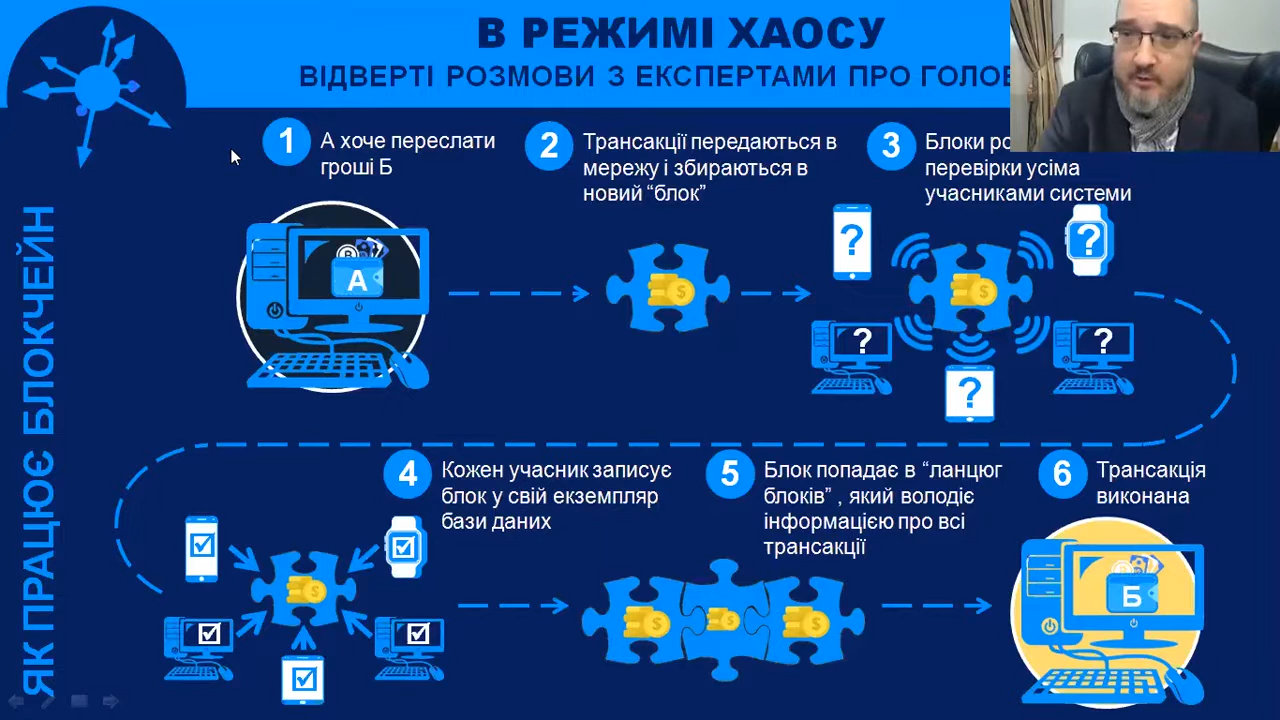 В РЕЖИМІ ХАОСУ
ВІДВЕРТІ РОЗМОВИ З ЕКСПЕРТАМИ ПРО
ЯК ПРАЦЮЄ БЛОКЧЕЙН
1
А хоче переслати
гроші Б
2
Трансакції передаються в
мережу і збираються в
новий “блок”
3
Блоки
перевірки усіма
учасниками системи
А
?
?
?
?
?
4
Кожен учасник записує
блок у свій екземпляр
бази даних
5
Блок попадає в “ланцюг
блоків” , який володіє
інформацією про всі
трансакції
6
Трансакція
виконана
Б